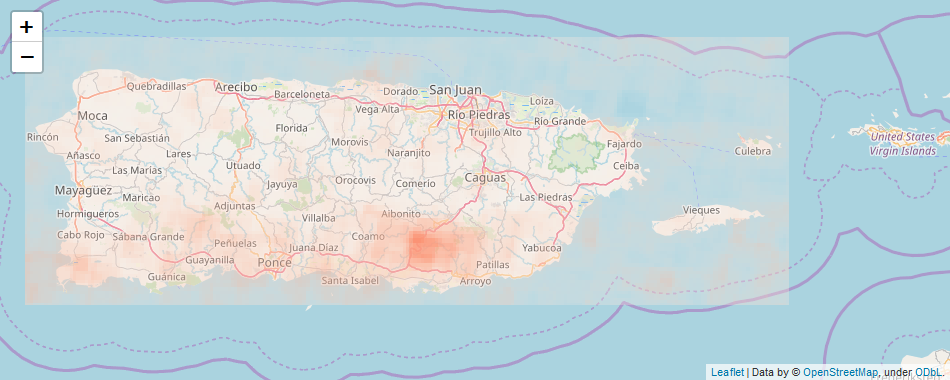 +
−
Quebradillas
Arecibo
Barceloneta
Dorado
San Juan
Loíza
Vega Alta
Río Piedras
Río Grande
Moca
Florida
Trujillo Alto
Rincón
San Sebastián
Morovis
Fajardo
United States
Virgin Islands
Añasco
Lares
Naranjito
Culebra
Utuado
Ceiba
Las Marías
Jayuya
Orocovis
Comerío
Caguas
Mayagüez
Maricao
Las Piedras
Hormigueros
Adjuntas
Villalba
Aibonito
Vieques
Cabo Rojo
Sábana Grande
Peñuelas
Juana Díaz
Coamo
Yabucoa
Guayanilla
Ponce
Patillas
Guánica
Santa Isabel
Arroyo
Leaflet | Data by © OpenStreetMap, under ODbL.